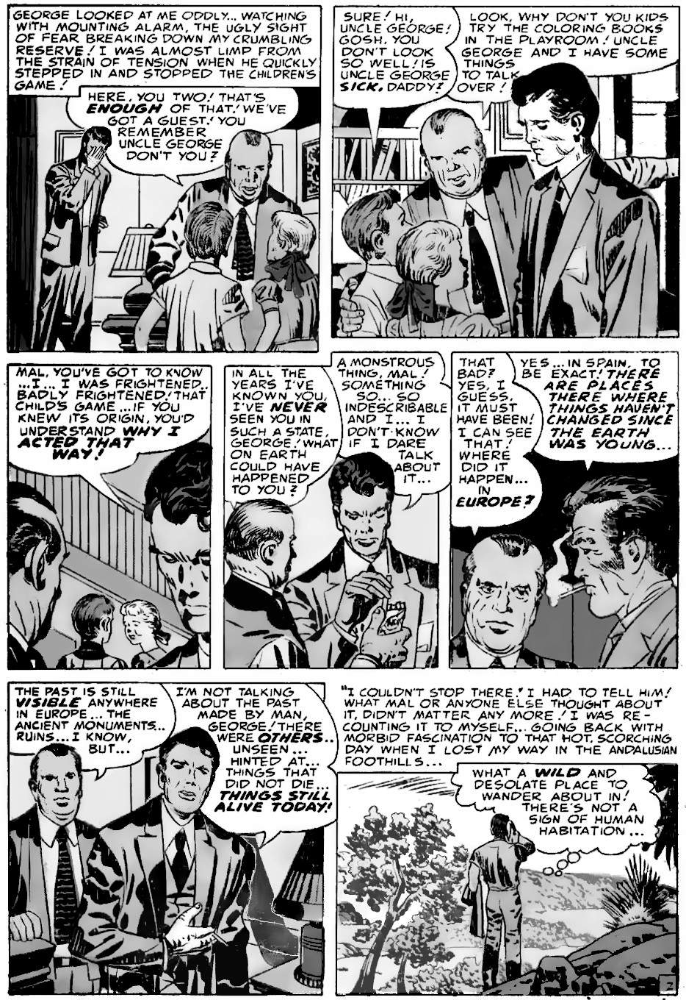 GEORGE LOOKED AT ME ODDLY... WATCHING
WITH MOUNTING ALARM, THE UGLY SIGHT
OF FEAR BREAKING DOWN MY CRUMBLING
RESERVE! I WAS ALMOST LIMP FROM
THE STRAIN OF TENSION WHEN HE QUICKLY
STEPPED IN AND STOPPED THE CHILDREN'S
GAME!
HERE, YOU TWO! THAT'S
ENOUGH OF THAT! WE'VE
GOT A GUEST! YOU
REMEMBER
UNCLE GEORGE
DON'T YOU?
SURE! HI,
UNCLE GEORGE!
GOSH, YOU
DON'T LOOK
SO WELL! IS
UNCLE GEORGE
SICK, DADDY?
LOOK, WHY DON'T YOU KIDS
TRY THE COLORING BOOKS
IN THE PLAYROOM! UNCLE
GEORGE AND I HAVE SOME
THINGS
TO TALK
OVER!
MAL, YOU'VE GOT TO KNOW
...I... I WAS FRIGHTENED..
BADLY FRIGHTENED! THAT
CHILD'S GAME...IF YOU
KNEW ITS ORIGIN, YOU'D
UNDERSTAND WHY I
ACTED THAT
WAY!
IN ALL THE
YEARS I'VE
KNOWN YOU,
I'VE NEVER
SEEN YOU IN
SUCH A STATE,
GEORGE! WHAT
ON EARTH
COULD HAVE
HAPPENED
TO YOU?
A MONSTROUS
THING, MAL!
SOMETHING
SO... SO
INDESCRIBABLE
AND I... I
DON'T KNOW
IF I DARE
TALK
ABOUT
IT...
THAT
BAD?
YES, I
GUESS,
IT MUST
HAVE BEEN!
I CAN SEE
THAT!
WHERE
DID IT
HAPPEN...
IN
EUROPE?
YES...IN SPAIN, TO
BE EXACT! THERE
ARE PLACES
THERE WHERE
THINGS HAVEN'T
CHANGED SINCE
THE EARTH
WAS YOUNG...
THE PAST IS STILL
VISIBLE ANYWHERE
IN EUROPE... THE
ANCIENT MONUMENTS..
RUINS...I KNOW,
BUT...
I'M NOT TALKING
ABOUT THE PAST
MADE BY MAN,
GEORGE! THERE
WERE OTHERS..
UNSEEN...
HINTED AT...
THINGS THAT
DID NOT DIE...
THINGS STILL
ALIVE TODAY!
"I COULDN'T STOP THERE! I HAD TO TELL HIM!
WHAT MAL OR ANYONE ELSE THOUGHT ABOUT
IT, DIDN'T MATTER ANY MORE! I WAS RE-
COUNTING IT TO MYSELF... GOING BACK WITH
MORBID FASCINATION TO THAT HOT, SCORCHING
DAY WHEN I LOST MY WAY IN THE ANDALUSIAN
FOOTHILLS...
WHAT A WILD AND
DESOLATE PLACE TO
WANDER ABOUT IN!
THERE'S NOT A
SIGN OF HUMAN
HABITATION...
2